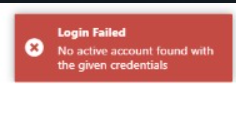 Login Failed
No active account found with
the given credentials